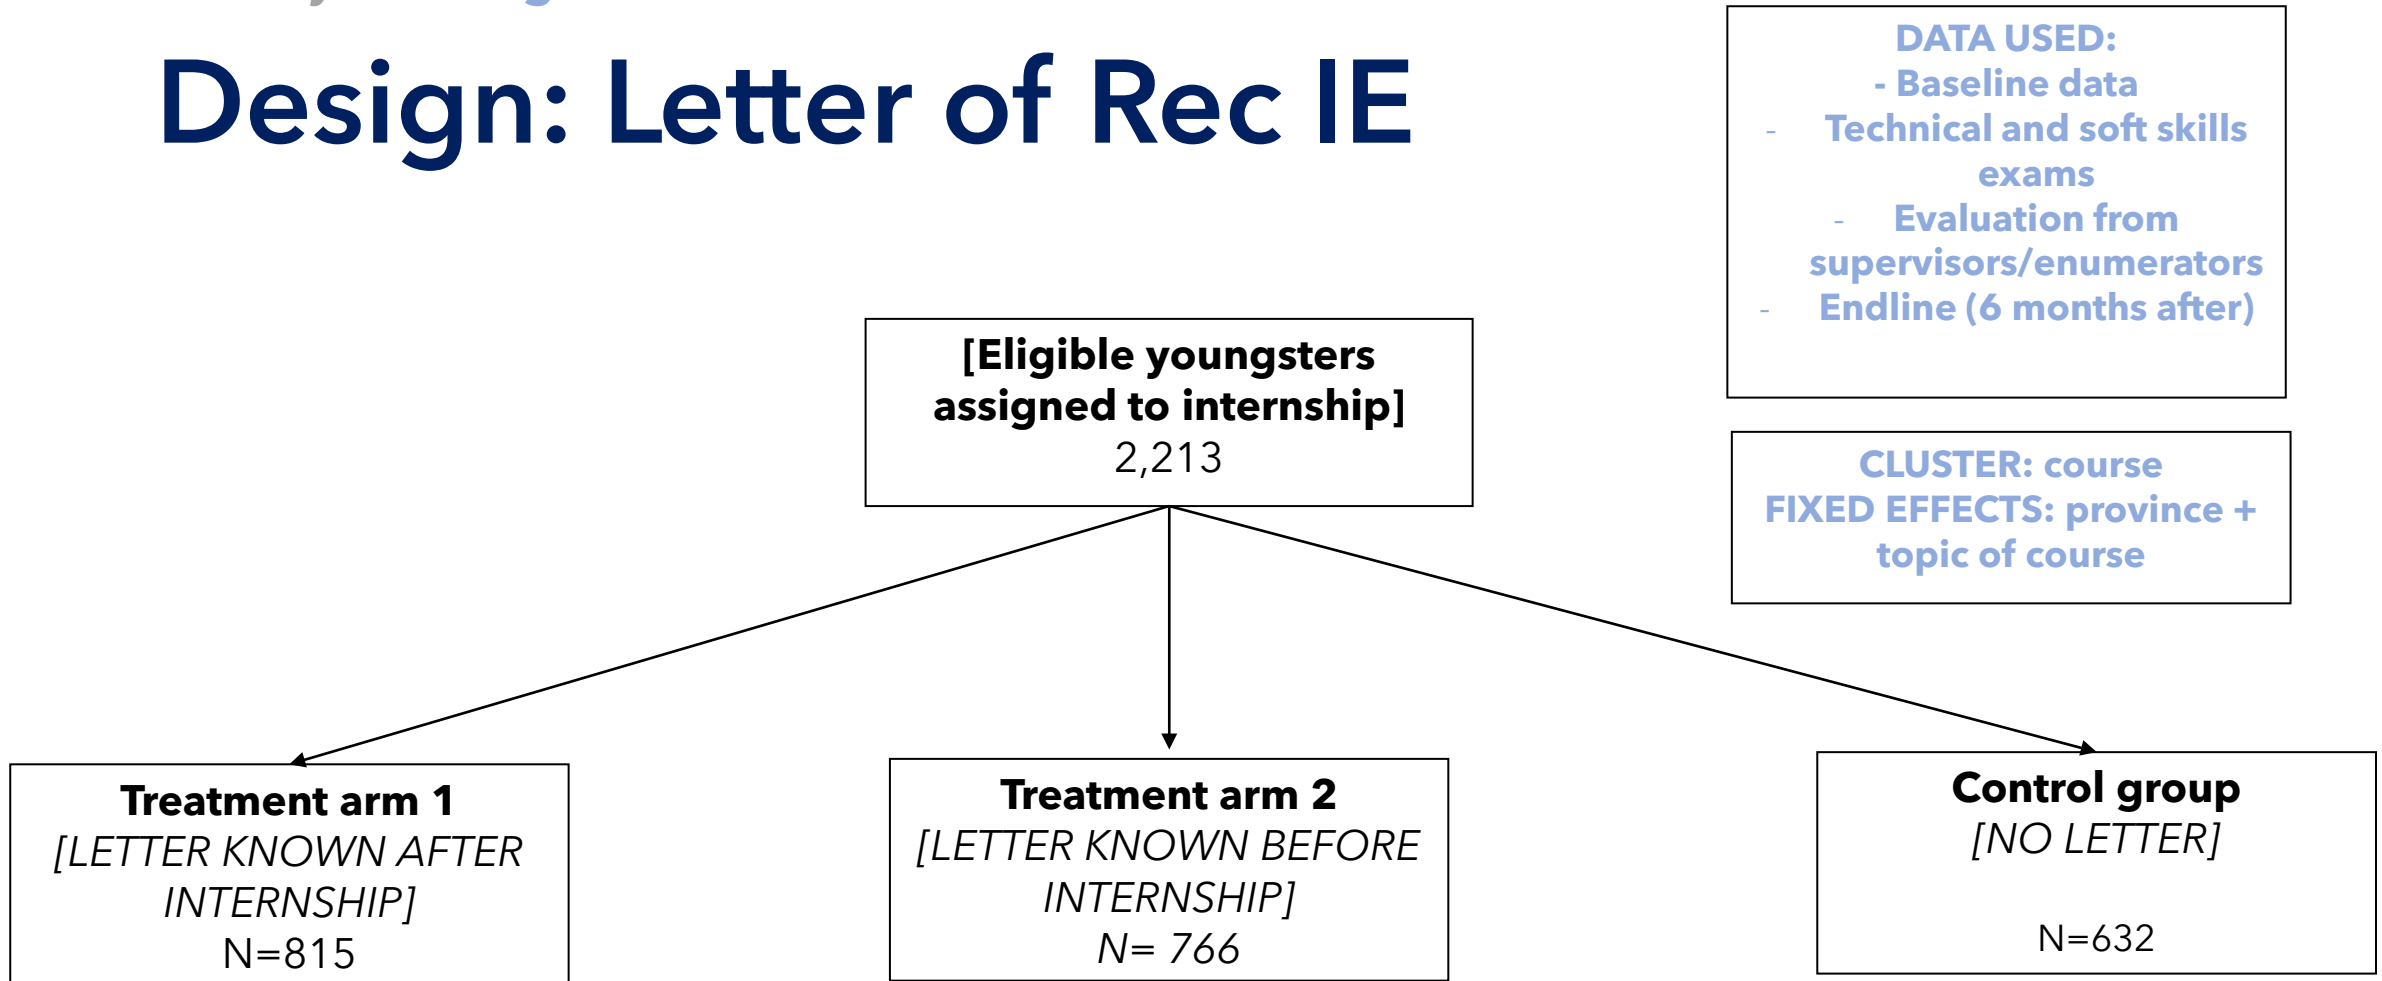 Design: Letter of Rec IE
DATA USED:
- Baseline data
- Technical and soft skills
exams
- Evaluation from
supervisors/enumerators
- Endline (6 months after)
[Eligible youngsters
assigned to internship]
2,213
CLUSTER: course
FIXED EFFECTS: province +
topic of course
Treatment arm 1
[LETTER KNOWN AFTER
INTERNSHIP]
N=815
Treatment arm 2
[LETTER KNOWN BEFORE
INTERNSHIP]
N= 766
Control group
[NO LETTER]
N=632